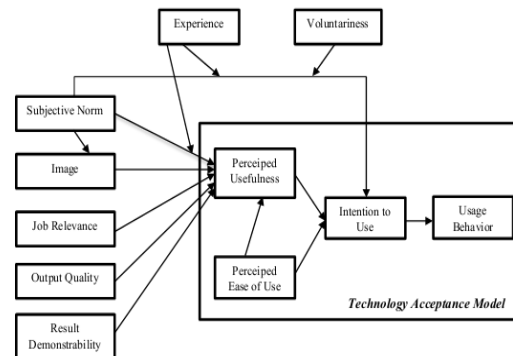 Experience
Voluntariness
Subjective Norm
Image
Perceiped
Usefulness
Job Relevance
Intention to
Use
Usage
Behavior
Output Quality
Perceiped
Ease of Use
Technology Acceptance Model
Result
Demonstrability